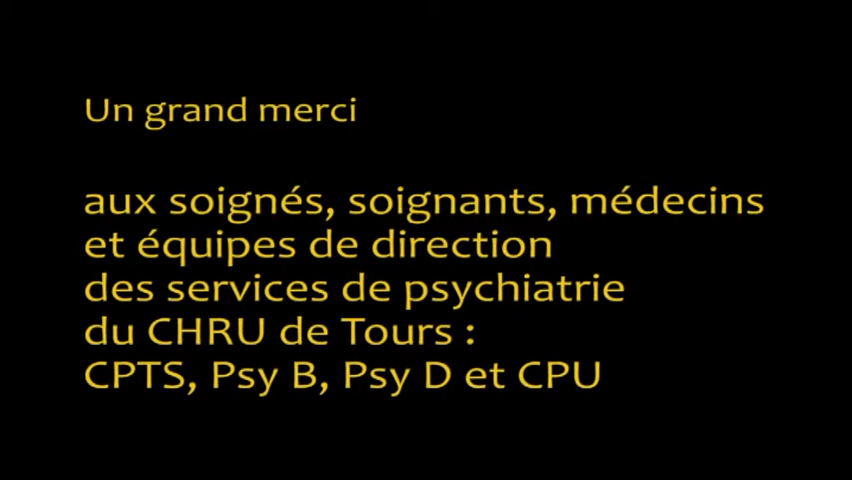 Un grand merci
aux soignés, soignants, médecins
et équipes de direction
des services de psychiatrie
du CHRU de Tours :
CPTS, Psy B, Psy D et CPU